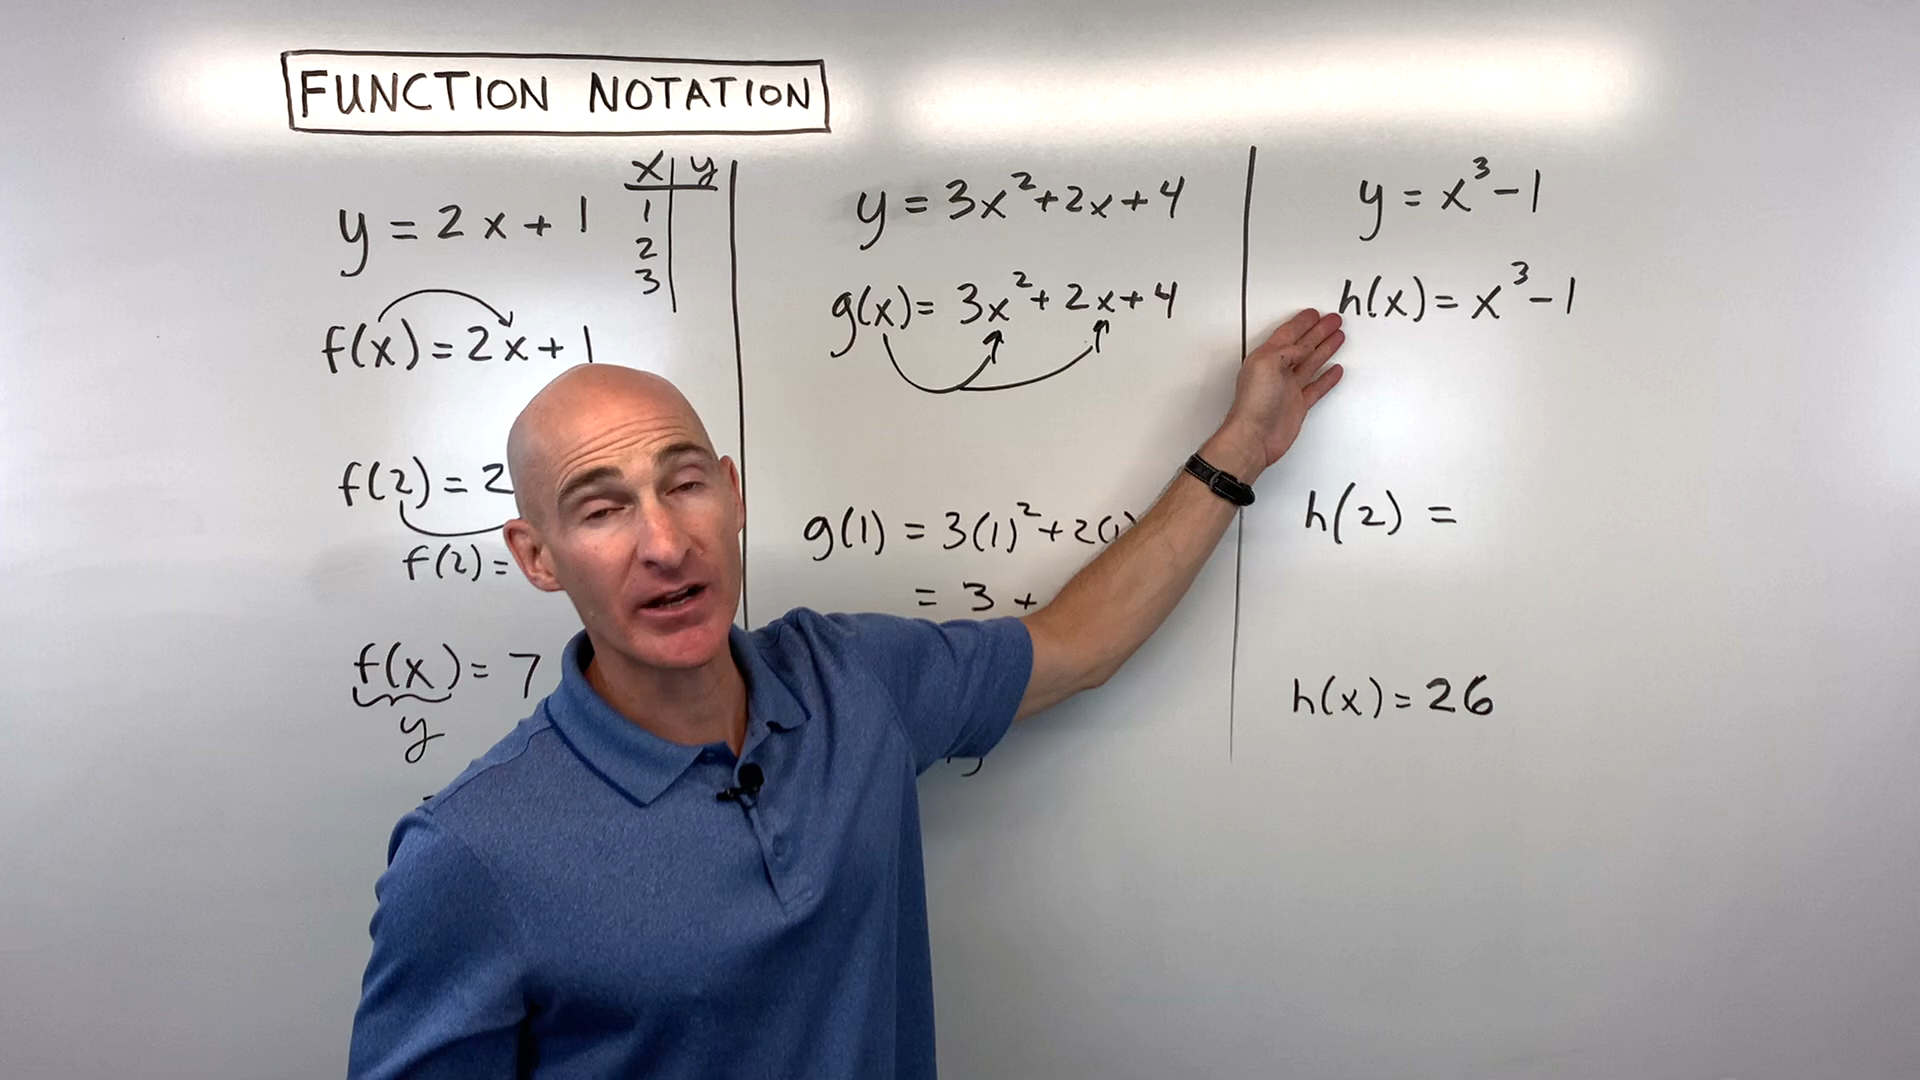 FUNCTION NOTATION
y = 2x + 1
x y
1
2
3
f(x) = 2x + 1
f(2) = 2
f(2) =
f(x) = 7
y
y = 3x² + 2x + 4
g(x) = 3x² + 2x + 4
g(1) = 3(1)² + 2(1)
= 3 +
y = x³ - 1
h(x) = x³ - 1
h(2) =
h(x) = 26